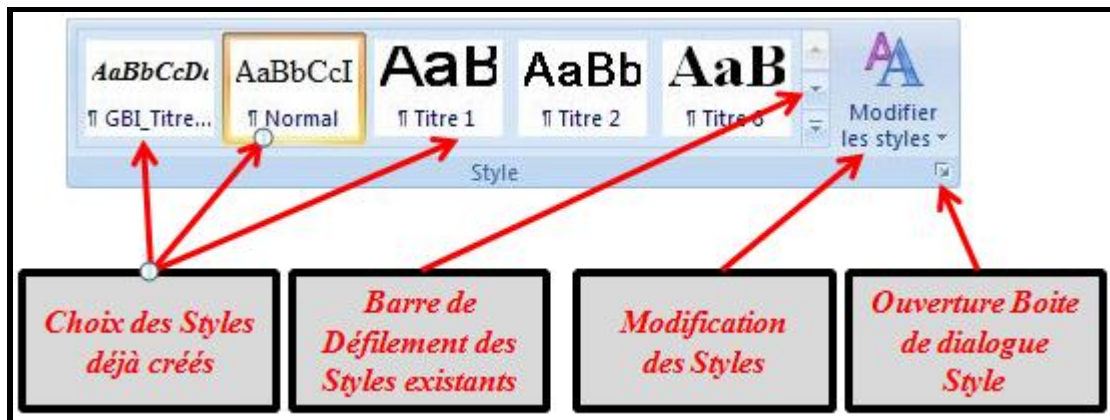 AaBbCcDc AaBbCcI AaB AaBb AaB
¶ GBI_Titre... ¶ Normal ¶ Titre 1 ¶ Titre 2 ¶ Titre
Modifier
les styles
Style
Choix des Styles
déjà créés
Barre de
Défilement des
Styles existants
Modification
des Styles
Ouverture Boite
de dialogue
Style